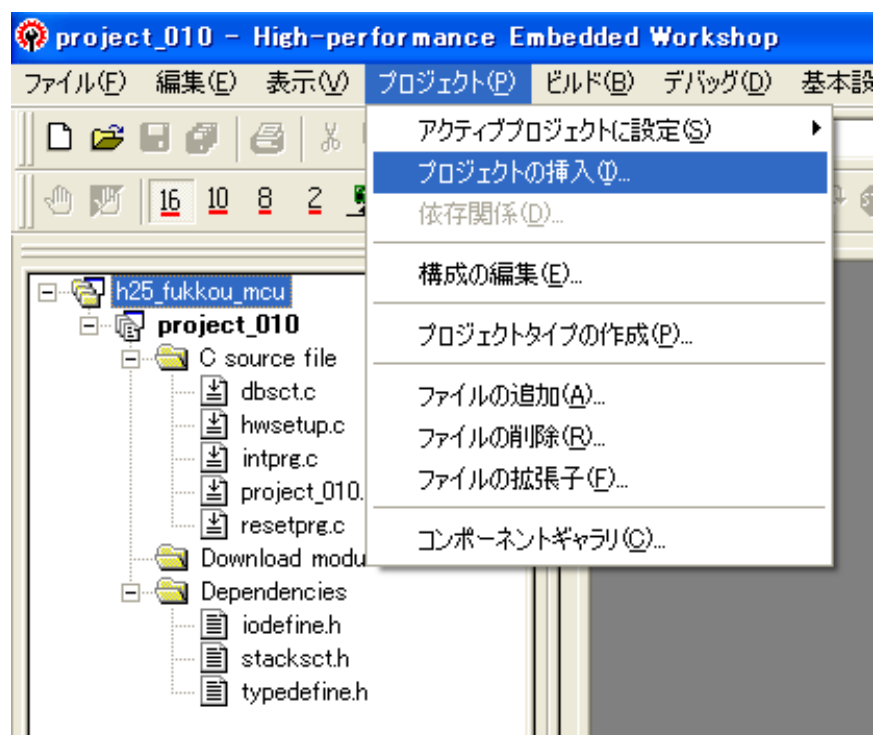 project_010 - High-performance Embedded Workshop
ファイル(F) 編集(E) 表示(V) プロジェクト(P) ビルド(B) デバッグ(D) 基本設
アクティブプロジェクトに設定(S)
プロジェクトの挿入(I)...
16 10 8 2
依存関係(D)...
構成の編集(E)...
プロジェクトタイプの作成(P)...
ファイルの追加(A)...
ファイルの削除(R)...
ファイルの拡張子(F)...
コンポーネントギャラリ(C)...
h25_fukkou_mcu
project_010
C source file
dbsct.c
hwsetup.c
intprg.c
project_010.
resetprg.c
Download modu
Dependencies
iodefine.h
stacksct.h
typedefine.h